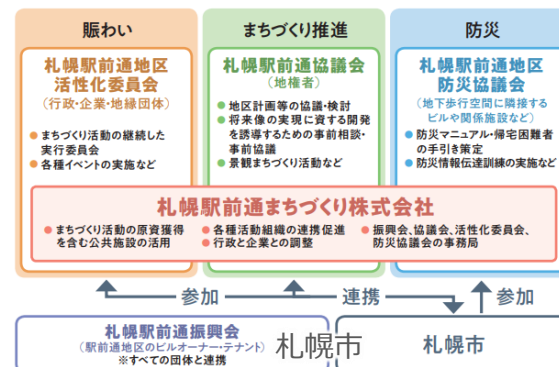 賑わい
まちづくり推進
防災
札幌駅前通地区
活性化委員会
(行政・企業・地縁団体)
● まちづくり活動の継続した
実行委員会
● 各種イベントの実施など
札幌駅前通協議会
(地権者)
● 地区計画等の協議・検討
● 将来像の実現に資する開発
を誘導するための事前相談・
事前協議
● 景観まちづくり活動など
札幌駅前通地区
防災協議会
(地下歩行空間に隣接する
ビルや関係施設など)
● 防災マニュアル・帰宅困難者
の手引き策定
● 防災情報伝達訓練の実施など
札幌駅前通まちづくり株式会社
● まちづくり活動の原資獲得
を含む公共施設の活用
● 各種活動組織の連携促進
● 行政と企業との調整
● 振興会、協議会、活性化委員会、
防災協議会の事務局
参加
連携
参加
札幌駅前通振興会
(駅前通地区のビルオーナー・テナント)
※すべての団体と連携
札幌市
札幌市